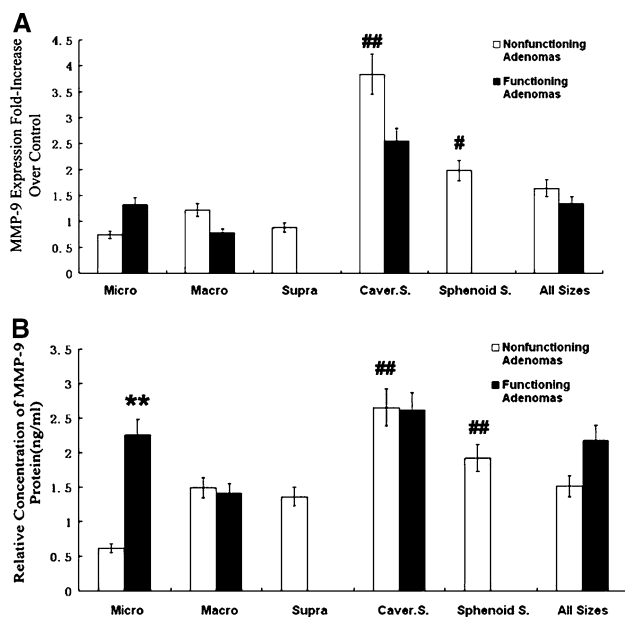 A
MMP-9 Expression Fold-Increase
Over Control
4.5
4
3.5
3
2.5
2
1.5
1
0.5
0
##
#
Nonfunctioning
Adenomas
Functioning
Adenomas
Micro Macro Supra Caver.S. Sphenoid S. All Sizes
B
Relative Concentration of MMP-9
Protein(ng/ml)
3.5
3
2.5
2
1.5
1
0.5
0
**
##
##
Nonfunctioning
Adenomas
Functioning
Adenomas
Micro Macro Supra Caver.S. Sphenoid S. All Sizes